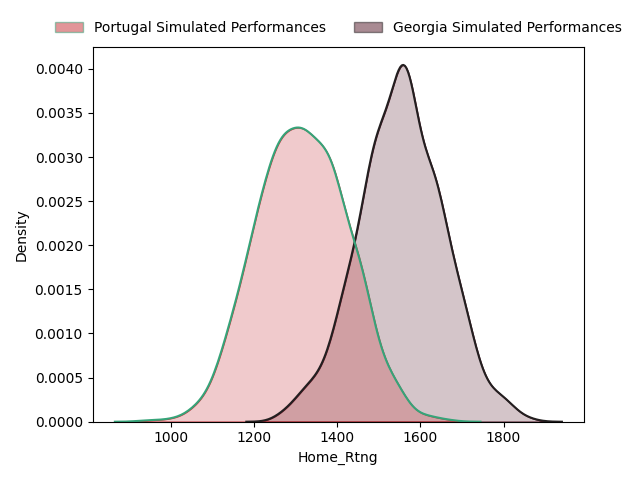 Portugal Simulated Performances Georgia Simulated Performances
0.0040
0.0035
0.0030
0.0025
0.0020
0.0015
0.0010
0.0005
0.0000
Density
1000 1200 1400 1600 1800
Home_Rtng